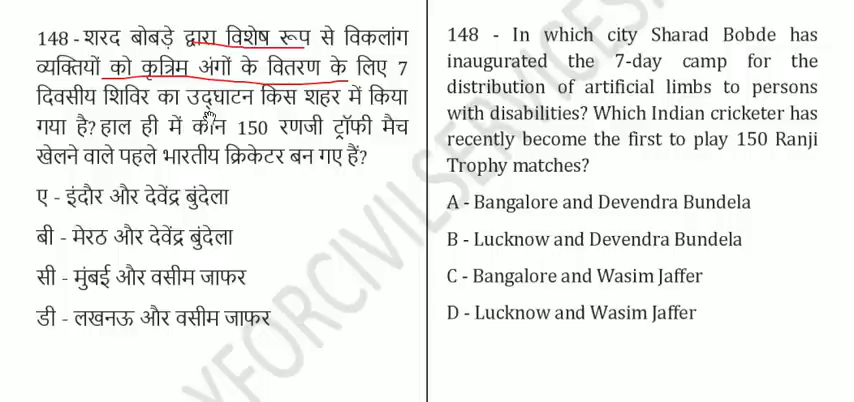 148 - शरद बोबड़े द्वारा विशेष रूप से विकलांग
व्यक्तियों को कृत्रिम अंगों के वितरण के लिए 7
दिवसीय शिविर का उद्घाटन किस शहर में किया
गया है? हाल ही में कौन 150 रणजी ट्रॉफी मैच
खेलने वाले पहले भारतीय क्रिकेटर बन गए हैं?
ए - इंदौर और देवेंद्र बुंदेला
बी - मेरठ और देवेंद्र बुंदेला
सी - मुंबई और वसीम जाफर
डी - लखनऊ और वसीम जाफर
148 - In which city Sharad Bobde has
inaugurated the 7-day camp for the
distribution of artificial limbs to persons
with disabilities? Which Indian cricketer has
recently become the first to play 150 Ranji
Trophy matches?
A - Bangalore and Devendra Bundela
B - Lucknow and Devendra Bundela
C - Bangalore and Wasim Jaffer
D - Lucknow and Wasim Jaffer
YFORCIVILSERVICES